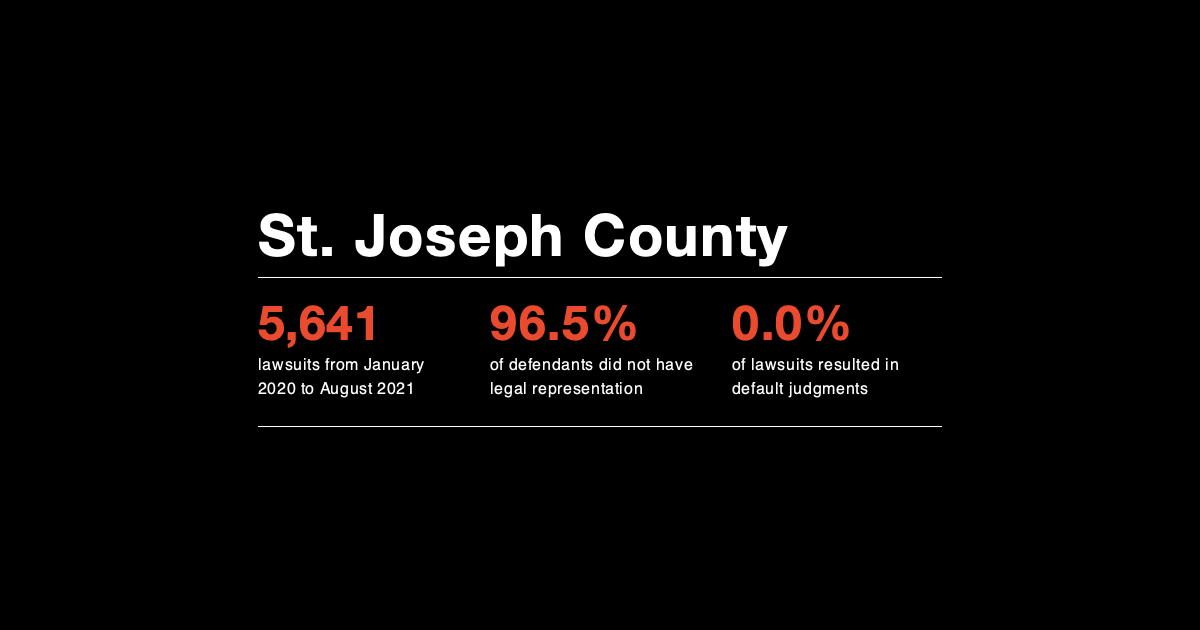 St. Joseph County
5,641
lawsuits from January
2020 to August 2021
96.5%
of defendants did not have
legal representation
0.0%
of lawsuits resulted in
default judgments